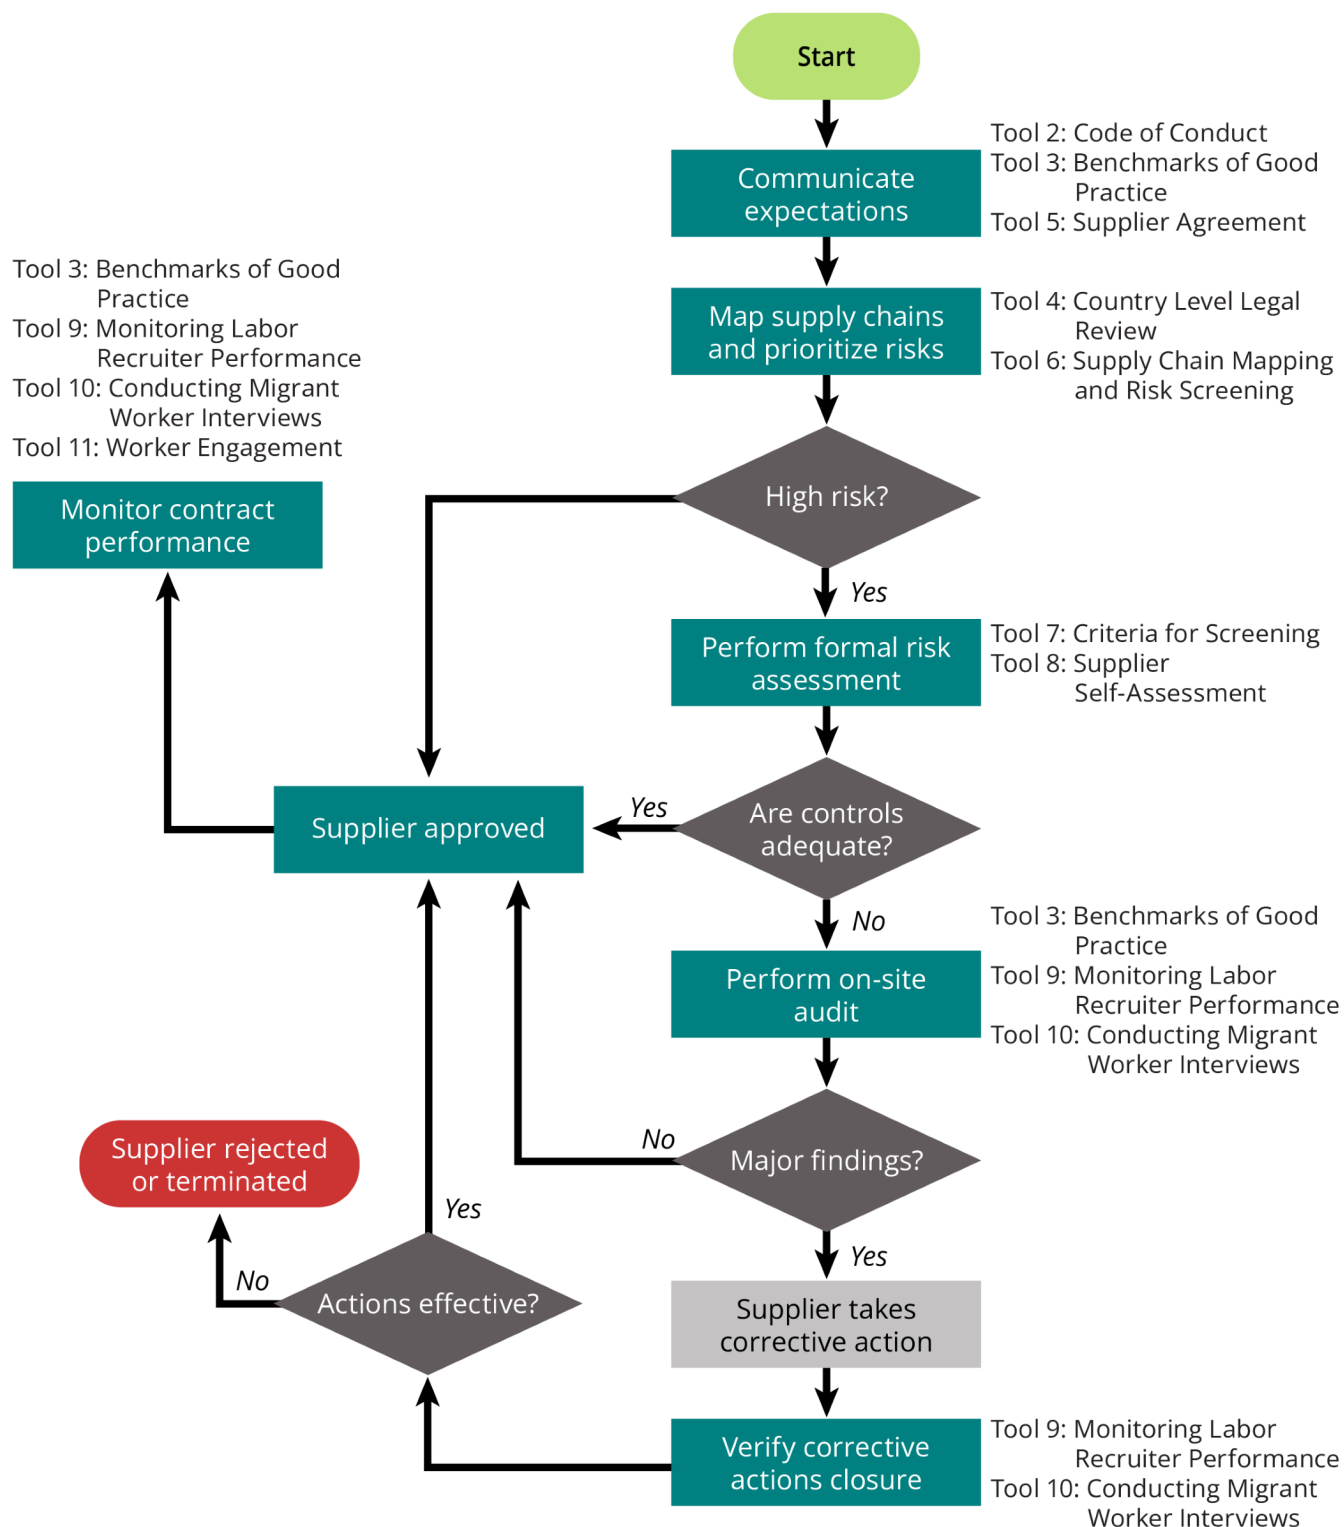 Start
Communicate
expectations
Tool 2: Code of Conduct
Tool 3: Benchmarks of Good
Practice
Tool 5: Supplier Agreement
Map supply chains
and prioritize risks
Tool 4: Country Level Legal
Review
Tool 6: Supply Chain Mapping
and Risk Screening
Tool 3: Benchmarks of Good
Practice
Tool 9: Monitoring Labor
Recruiter Performance
Tool 10: Conducting Migrant
Worker Interviews
Tool 11: Worker Engagement
Monitor contract
performance
High risk?
Yes
Perform formal risk
assessment
Tool 7: Criteria for Screening
Tool 8: Supplier
Self-Assessment
Supplier approved
Yes
Are controls
adequate?
No
Perform on-site
audit
Tool 3: Benchmarks of Good
Practice
Tool 9: Monitoring Labor
Recruiter Performance
Tool 10: Conducting Migrant
Worker Interviews
No
Major findings?
Yes
Supplier rejected
or terminated
Yes
No
Actions effective?
Supplier takes
corrective action
Verify corrective
actions closure
Tool 9: Monitoring Labor
Recruiter Performance
Tool 10: Conducting Migrant
Worker Interviews